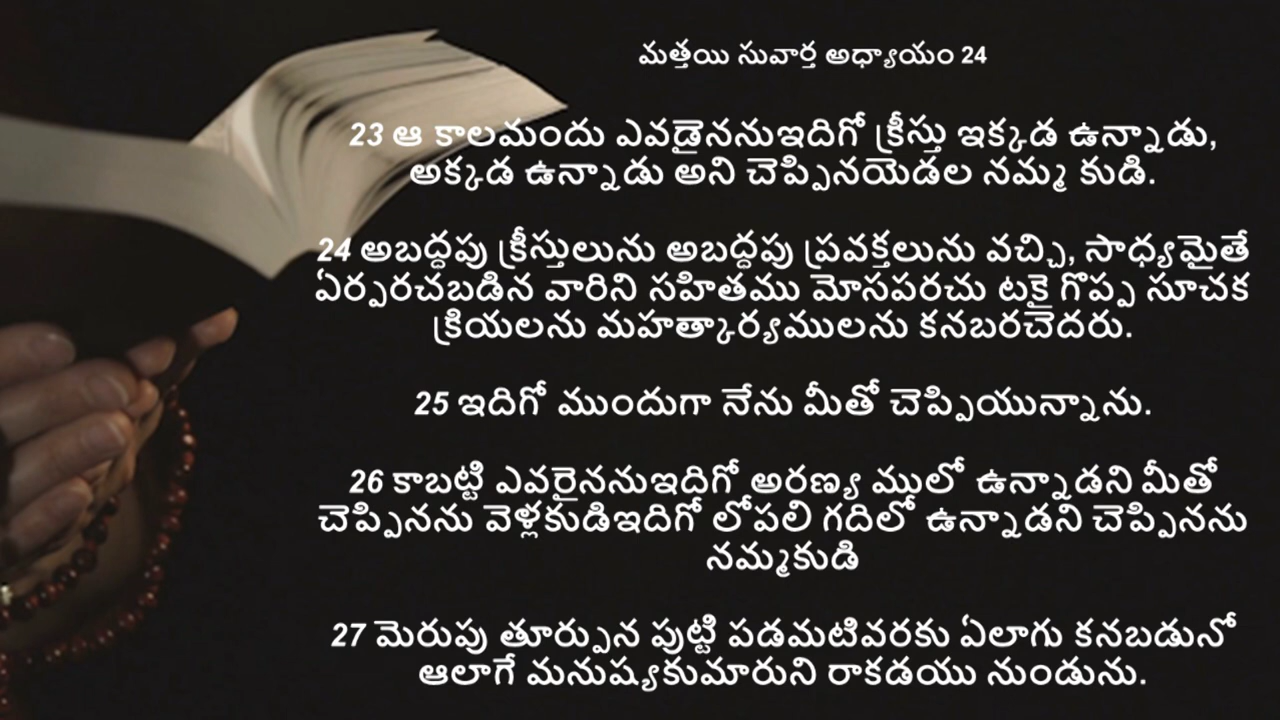 మత్తయి సువార్త అధ్యాయం 24
23 ఆ కాలమందు ఎవడైననుఇదిగో క్రీస్తు ఇక్కడ ఉన్నాడు,
అక్కడ ఉన్నాడు అని చెప్పినయెడల నమ్మ కుడి.
24 అబద్దపు క్రీస్తులును అబద్దపు ప్రవక్తలును వచ్చి, సాధ్యమైతే
ఏర్పరచబడిన వారిని సహితము మోసపరచు టకై గొప్ప సూచక
క్రియలను మహత్కార్యములను కనబరచెదరు.
25 ఇదిగో ముందుగా నేను మీతో చెప్పియున్నాను.
26 కాబట్టి ఎవరైననుఇదిగో అరణ్య ములో ఉన్నాడని మీతో
చెప్పినను వెళ్లకుడిఇదిగో లోపలి గదిలో ఉన్నాడని చెప్పినను
నమ్మకుడి
27 మెరుపు తూర్పున పుట్టి పడమటివరకు ఏలాగు కనబడునో
ఆలాగే మనుష్యకుమారుని రాకడయు నుండును.